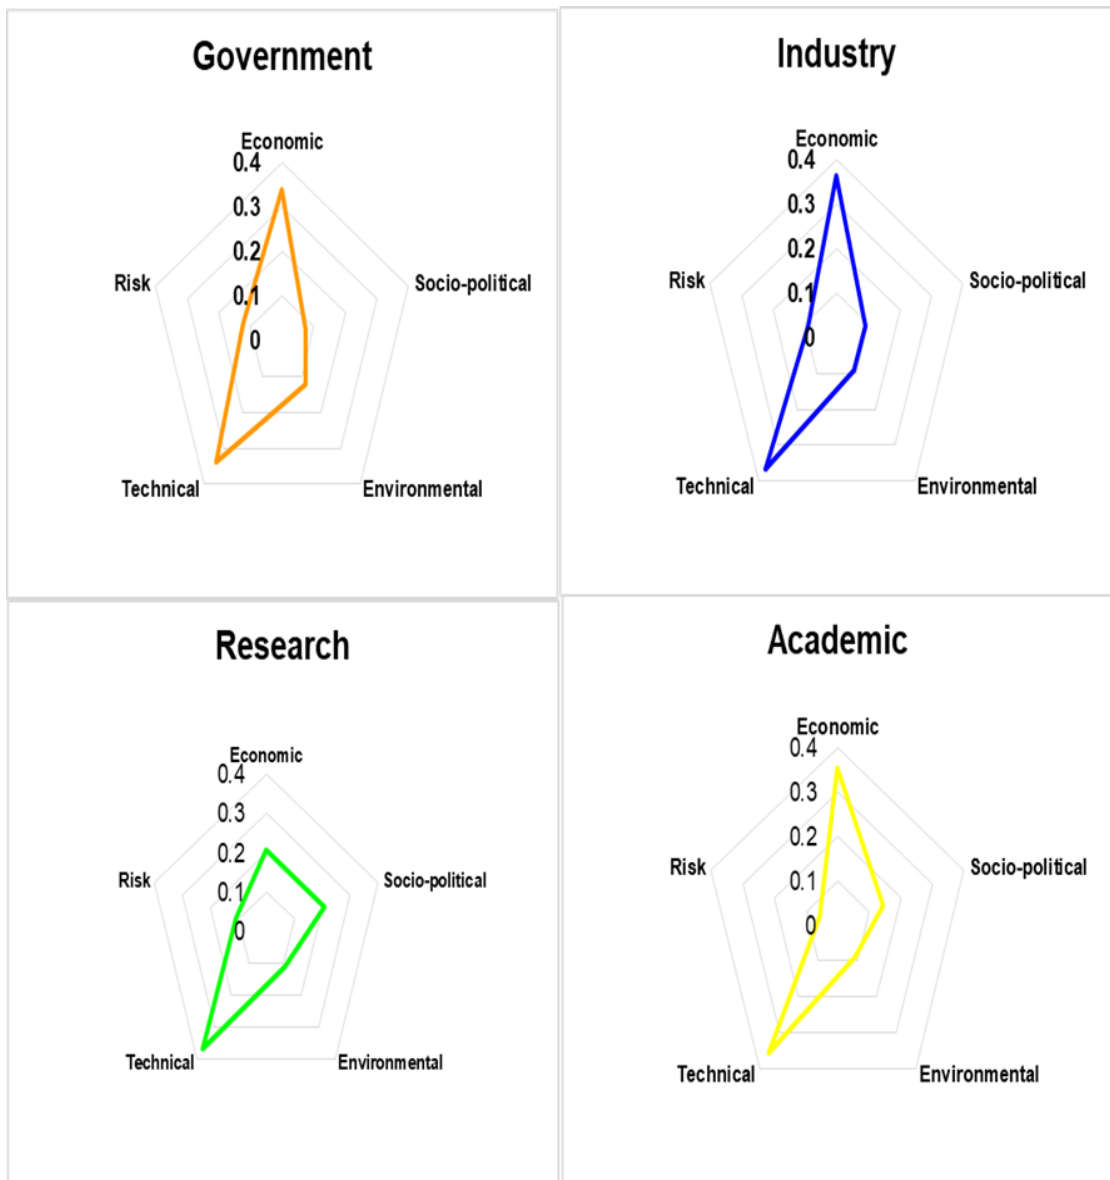 Government
Economic
0.4
0.3
0.2
0.1
0
Risk
Socio-political
Technical
Environmental
Industry
Economic
0.4
0.3
0.2
0.1
0
Risk
Socio-political
Technical
Environmental
Research
Economic
0.4
0.3
0.2
0.1
0
Risk
Socio-political
Technical
Environmental
Academic
Economic
0.4
0.3
0.2
0.1
0
Risk
Socio-political
Technical
Environmental